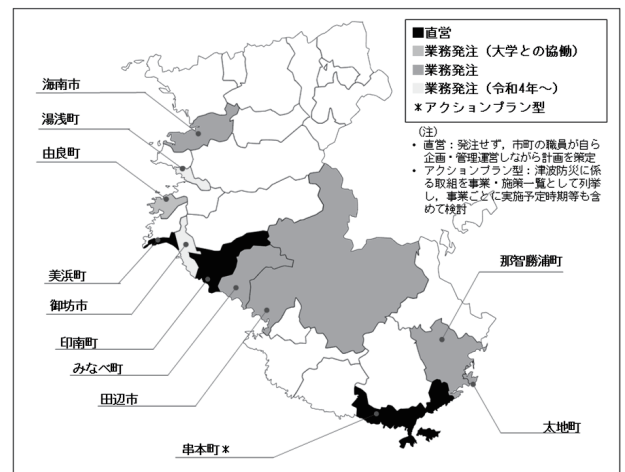 ■直営
■業務発注（大学との協働）
■業務発注
■業務発注（令和4年～）
*アクションプラン型
（注）
・ 直営：発注せず，市町の職員が自ら
企画・管理運営しながら計画を策定
・ アクションプラン型：津波防災に係
る取組を事業・施策一覧として列挙
し，事業ごとに実施予定時期等も含
めて検討
海南市
湯浅町
由良町
美浜町
御坊市
印南町
みなべ町
田辺市
串本町*
那智勝浦町
太地町